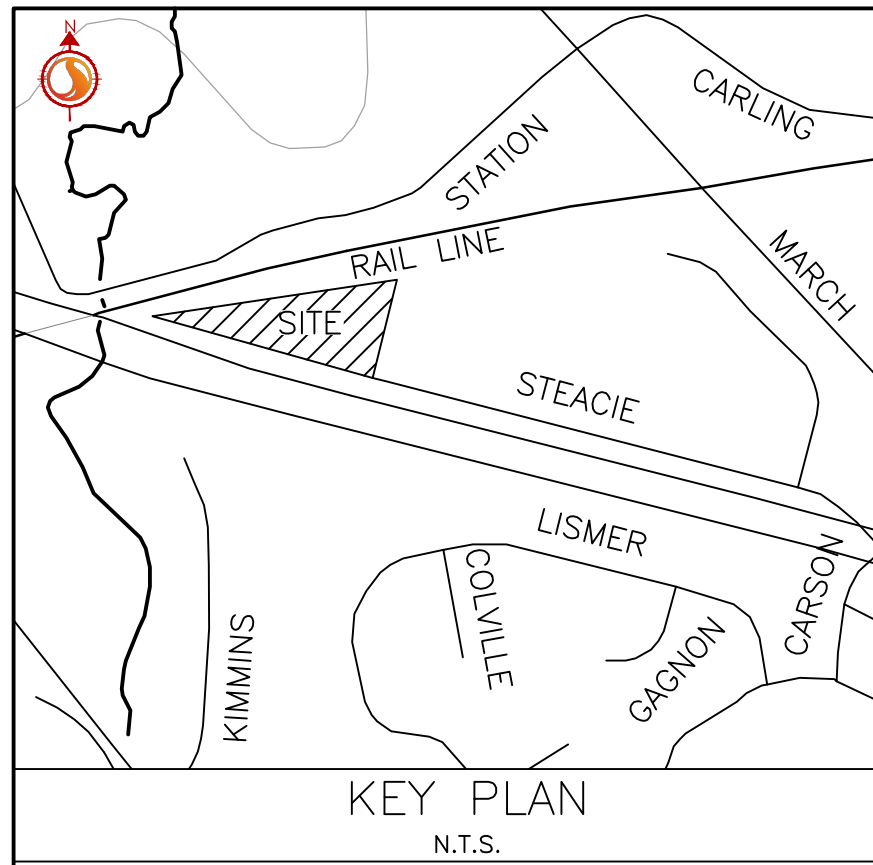 N
CARLING
STATION
MARCH
RAIL LINE
SITE
STEACIE
LISMER
CARSON
COLVILLE
GAGNON
KIMMINS
KEY PLAN
N.T.S.